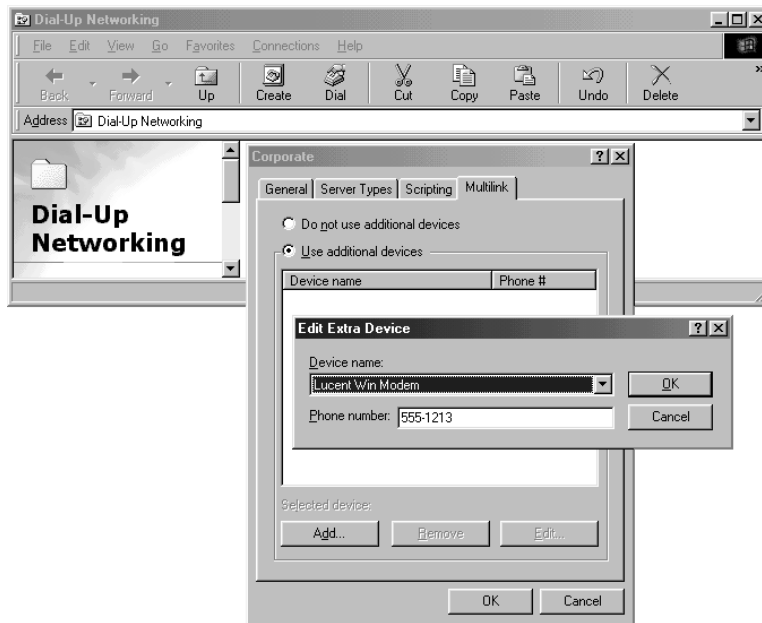 Dial-Up Networking
File Edit View Go Favorites Connections Help
Back Forward Up Create Dial Cut Copy Paste Undo Delete »
Address Dial-Up Networking
Dial-Up
Networking
Corporate
General Server Types Scripting Multilink
Do not use additional devices
Use additional devices
Device name Phone #
Edit Extra Device
Device name:
Lucent Win Modem
OK
Phone number: 555-1213
Cancel
Selected device:
Add... Remove Edit...
OK Cancel